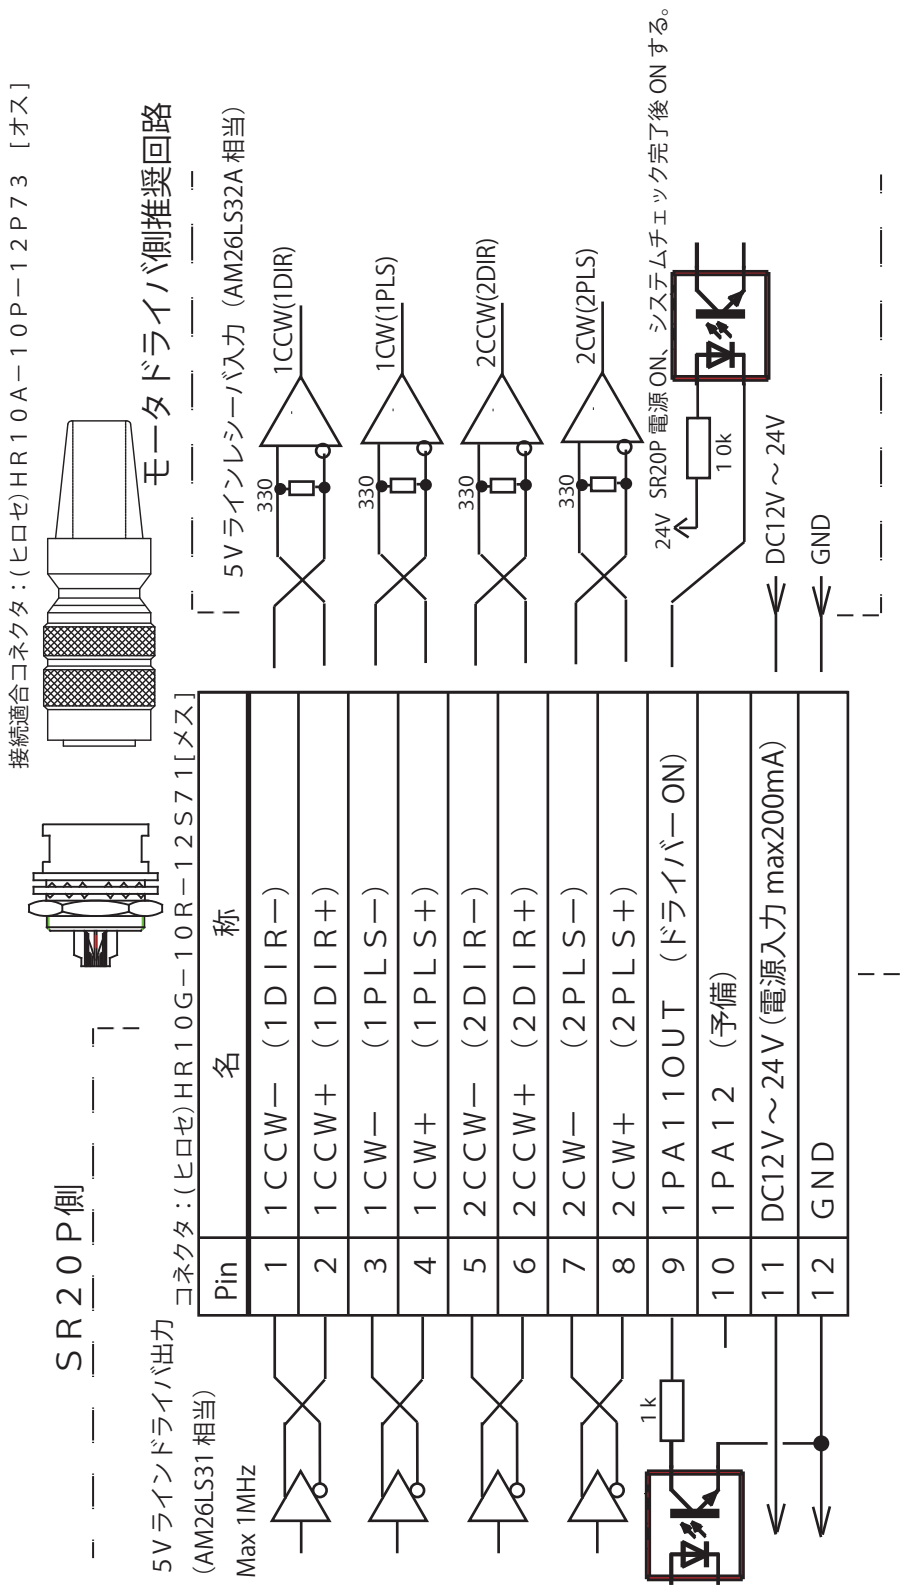 SR20P側
5Vラインドライバ出力
(AM26LS31 相当)
Max 1MHz
コネクタ：(ヒロセ)HR10G－10R－12S71[メス]
接続適合コネクタ：(ヒロセ)HR10A－10P－12P73 [オス]
モータドライバ側推奨回路
5Vラインレシーバ入力（AM26LS32A 相当）
Pin 名 称
1 1CCW－ （1DIR－）
2 1CCW＋ （1DIR＋）
3 1CW－ （1PLS－）
4 1CW＋ （1PLS＋）
5 2CCW－ （2DIR－）
6 2CCW＋ （2DIR＋）
7 2CW－ （2PLS－）
8 2CW＋ （2PLS＋）
9 1PA11OUT （ドライバーON）
10 1PA12 （予備）
11 DC12V～24V（電源入力 max200mA）
12 GND
1k
330
1CCW(1DIR)
330
1CW(1PLS)
330
2CCW(2DIR)
330
2CW(2PLS)
SR20P 電源 ON、システムチェック完了後 ON する。
24V
10k
DC12V～24V
GND